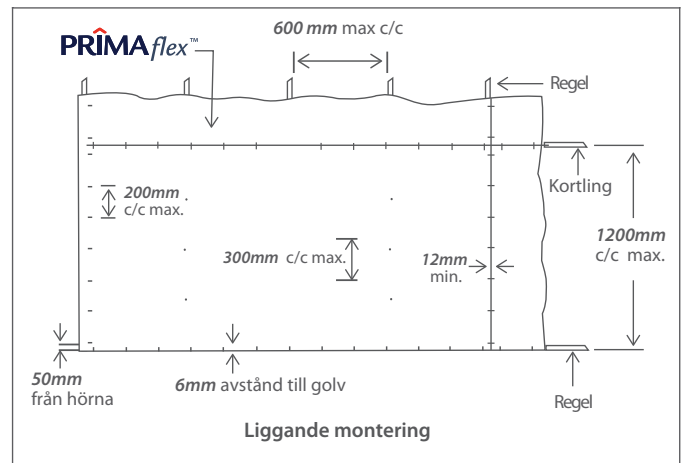 600 mm max c/c
PRÎMAflex™
Regel
Kortling
200mm
c/c max.
1200mm
c/c max.
300mm c/c max.
12mm
min.
50mm
från hörna
6mm avstånd till golv
Regel
Liggande montering